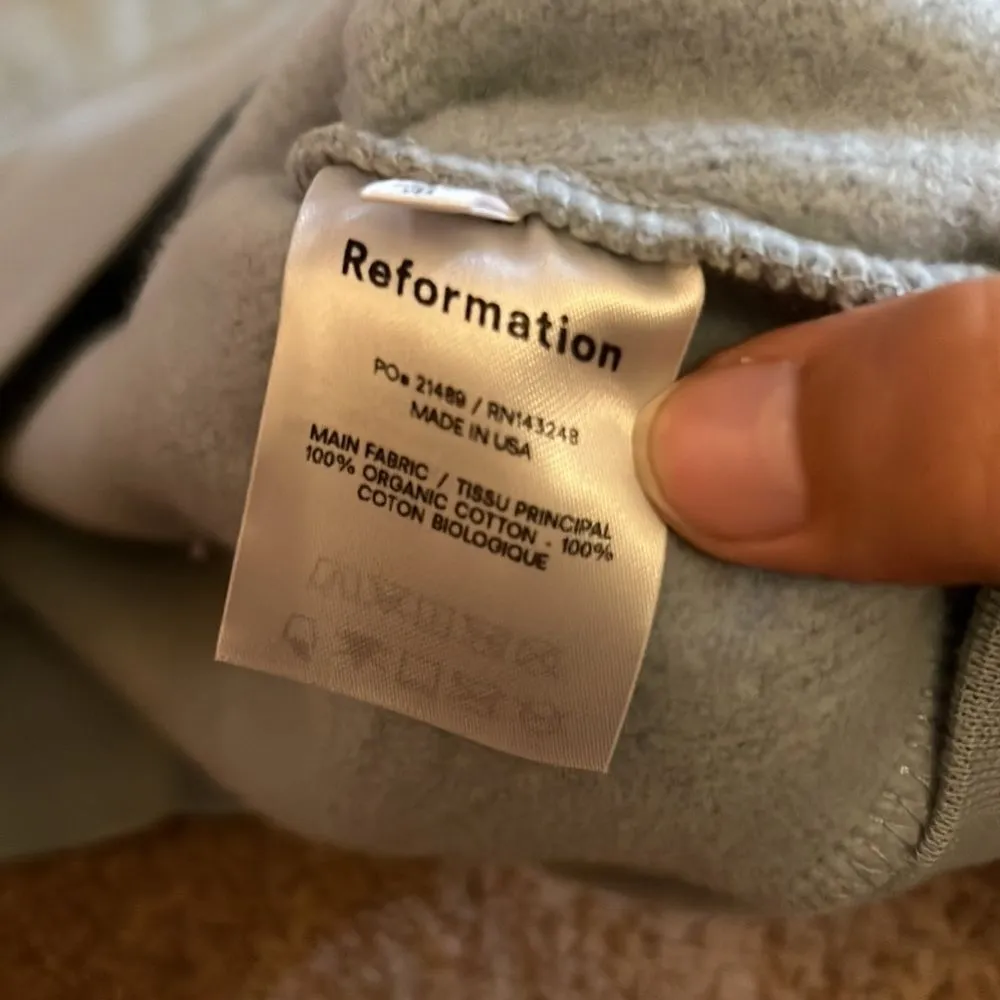 Reformation
PO# 21489 / RN143248
MADE IN USA
MAIN FABRIC / TISSU PRINCIPAL
100% ORGANIC COTTON - 100%
COTON BIOLOGIQUE